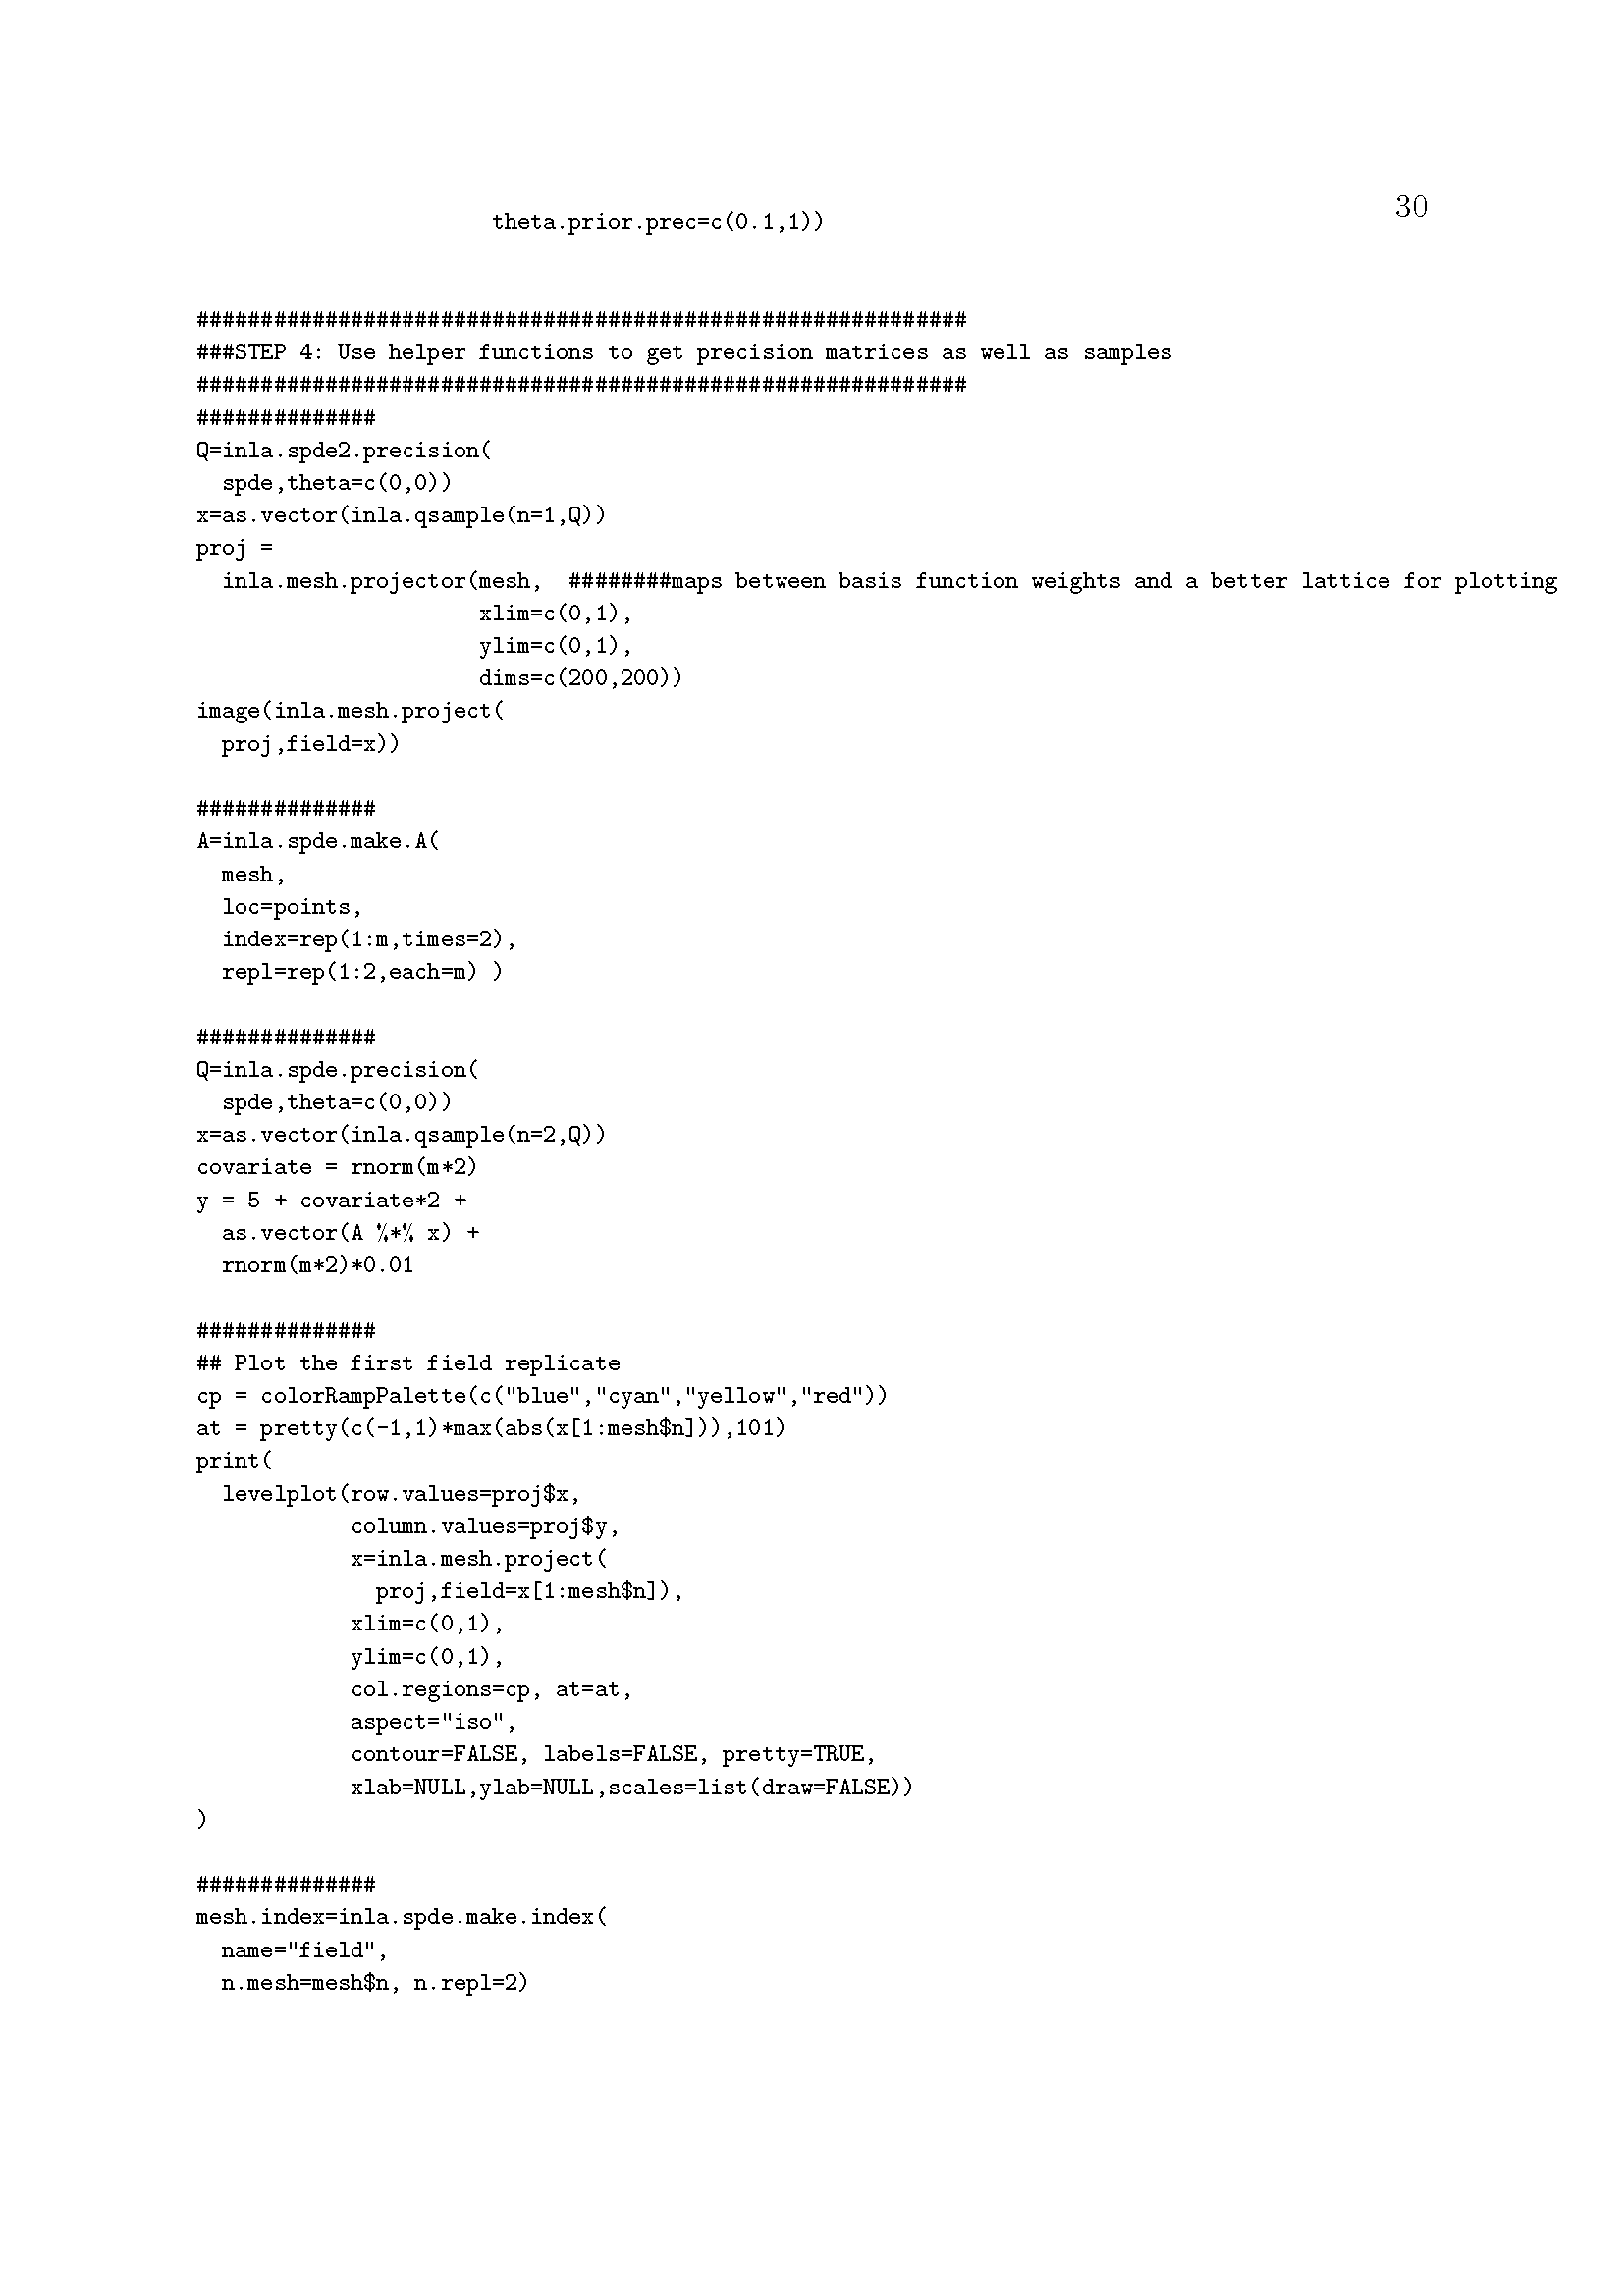 30
theta.prior.prec=c(0.1,1))
############################################################
###STEP 4: Use helper functions to get precision matrices as well as samples
############################################################
##############
Q=inla.spde2.precision(
spde,theta=c(0,0))
x=as.vector(inla.qsample(n=1,Q))
proj =
inla.mesh.projector(mesh,  ########maps between basis function weights and a better lattice for plotting
xlim=c(0,1),
ylim=c(0,1),
dims=c(200,200))
image(inla.mesh.project(
proj,field=x))
##############
A=inla.spde.make.A(
mesh,
loc=points,
index=rep(1:m,times=2),
repl=rep(1:2,each=m) )
##############
Q=inla.spde.precision(
spde,theta=c(0,0))
x=as.vector(inla.qsample(n=2,Q))
covariate = rnorm(m*2)
y = 5 + covariate*2 +
as.vector(A %*% x) +
rnorm(m*2)*0.01
##############
## Plot the first field replicate
cp = colorRampPalette(c("blue","cyan","yellow","red"))
at = pretty(c(-1,1)*max(abs(x[1:mesh$n])),101)
print(
levelplot(row.values=proj$x,
column.values=proj$y,
x=inla.mesh.project(
proj,field=x[1:mesh$n]),
xlim=c(0,1),
ylim=c(0,1),
col.regions=cp, at=at,
aspect="iso",
contour=FALSE, labels=FALSE, pretty=TRUE,
xlab=NULL,ylab=NULL,scales=list(draw=FALSE))
)
##############
mesh.index=inla.spde.make.index(
name="field",
n.mesh=mesh$n, n.repl=2)